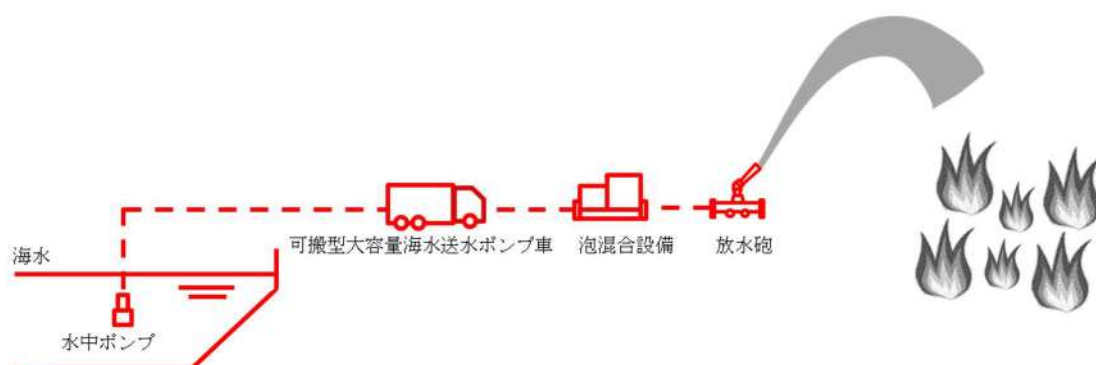 可搬型大容量海水送水ポンプ車
泡混合設備
放水砲
海水
水中ポンプ